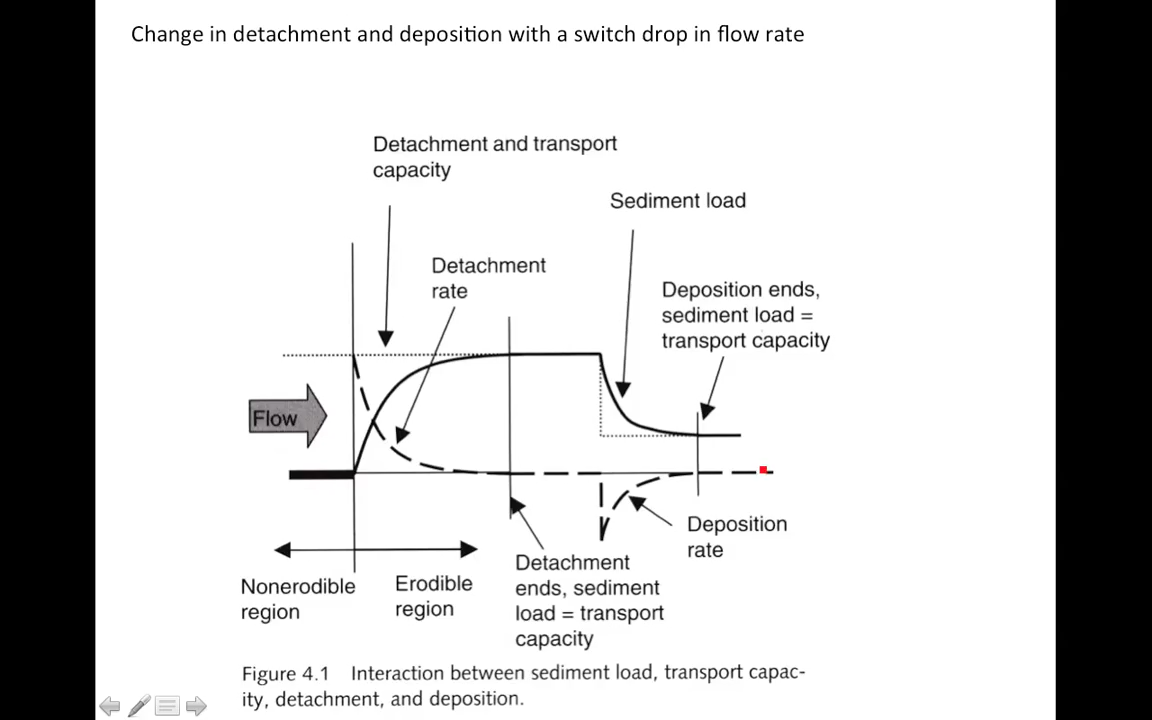 Change in detachment and deposition with a switch drop in flow rate
Detachment and transport
capacity
Sediment load
Detachment
rate
Deposition ends,
sediment load =
transport capacity
Flow
Deposition
rate
Detachment
ends, sediment
load = transport
capacity
Nonerodible
region
Erodible
region
Figure 4.1 Interaction between sediment load, transport capac-
ity, detachment, and deposition.